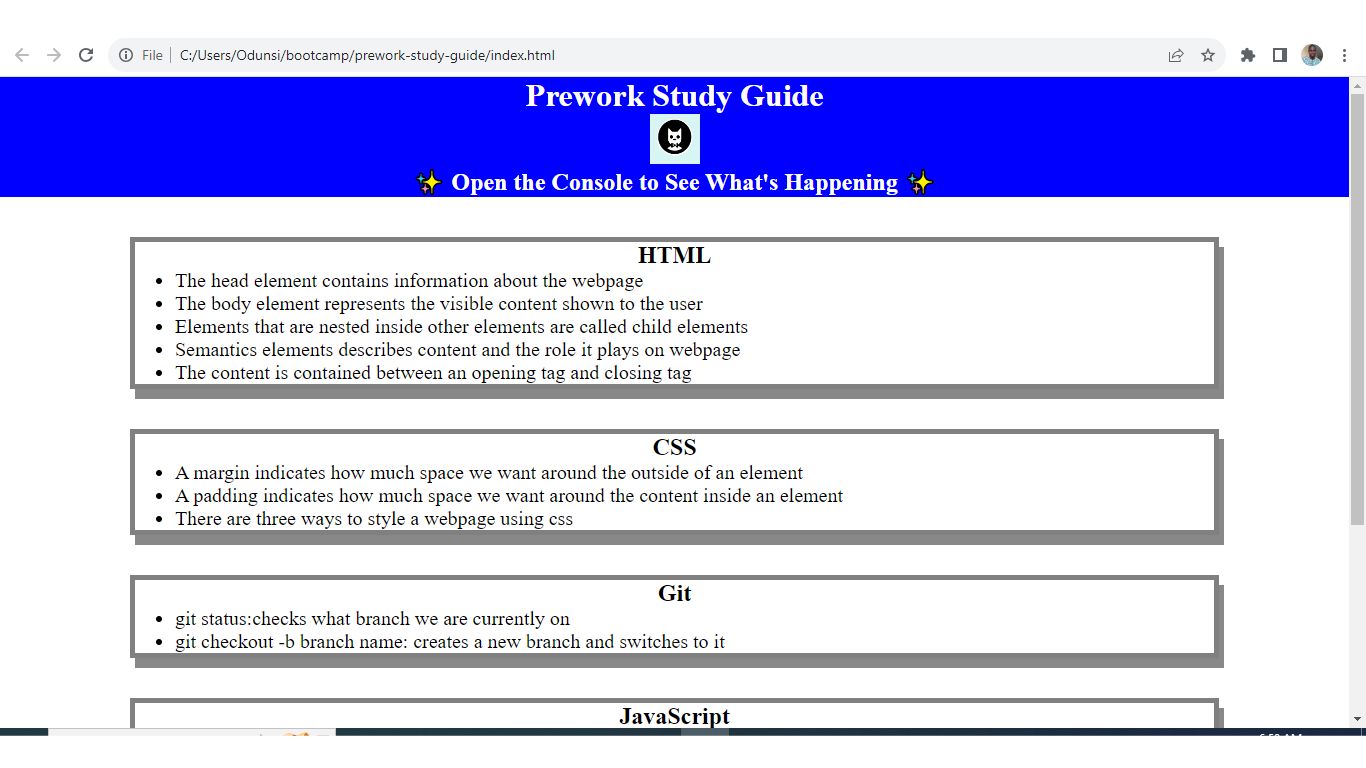 File C:/Users/Odunsi/bootcamp/prework-study-guide/index.html
Prework Study Guide
✨ Open the Console to See What's Happening ✨
HTML
• The head element contains information about the webpage
• The body element represents the visible content shown to the user
• Elements that are nested inside other elements are called child elements
• Semantics elements describes content and the role it plays on webpage
• The content is contained between an opening tag and closing tag
CSS
• A margin indicates how much space we want around the outside of an element
• A padding indicates how much space we want around the content inside an element
• There are three ways to style a webpage using css
Git
• git status:checks what branch we are currently on
• git checkout -b branch name: creates a new branch and switches to it
JavaScript